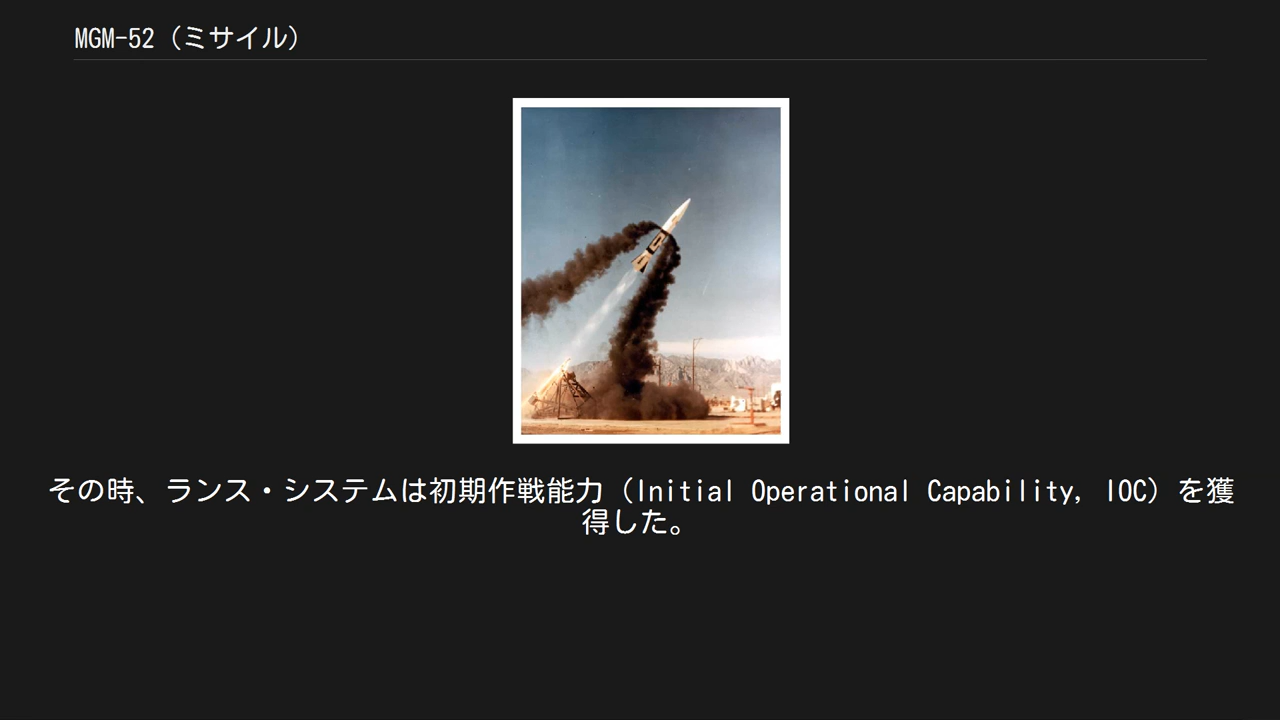 MGM-52（ミサイル）
その時、ランス・システムは初期作戦能力（Initial Operational Capability, IOC）を獲
得した。